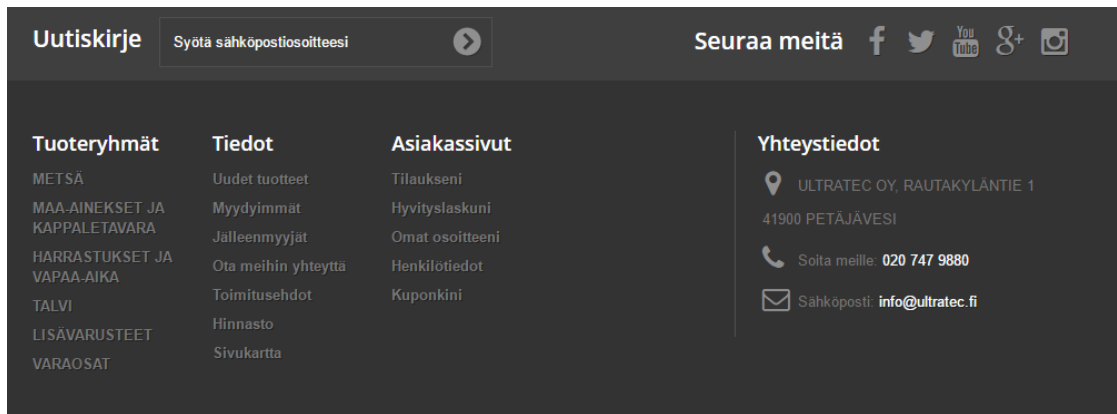 Uutiskirje
Syötä sähköpostiosoitteesi
Seuraa meitä
You
Tube
g+
Tuoteryhmät
METSÄ
MAA-AINEKSET JA
KAPPALETAVARA
HARRASTUKSET JA
VAPAA-AIKA
TALVI
LISÄVARUSTEET
VARAOSAT
Tiedot
Uudet tuotteet
Myydyimmät
Jälleenmyyjät
Ota meihin yhteyttä
Toimitusehdot
Hinnasto
Sivukartta
Asiakassivut
Tilaukseni
Hyvityslaskuni
Omat osoitteeni
Henkilötiedot
Kuponkini
Yhteystiedot
ULTRATEC OY, RAUTAKYLÄNTIE 1
41900 PETÄJÄVESI
Soita meille: 020 747 9880
Sähköposti: info@ultratec.fi